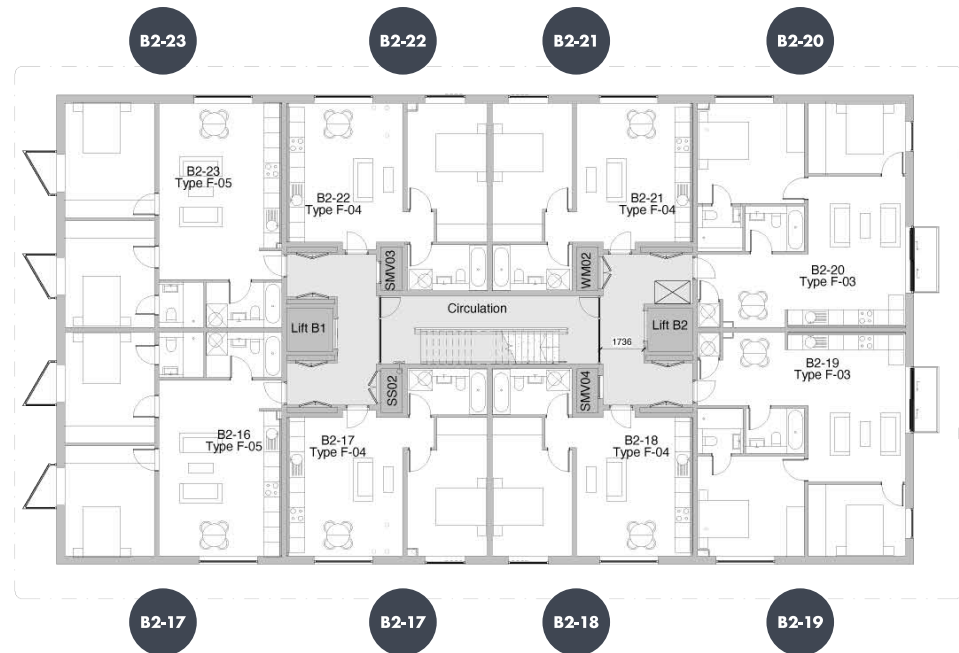 B2-23
B2-22
B2-21
B2-20
B2-23
Type F-05
B2-22
Type F-04
B2-21
Type F-04
SMV03
WM02
B2-20
Type F-03
Circulation
Lift B1
Lift B2
1736
B2-19
Type F-03
SS02
SMV04
B2-16
Type F-05
B2-17
Type F-04
B2-18
Type F-04
B2-17
B2-17
B2-18
B2-19